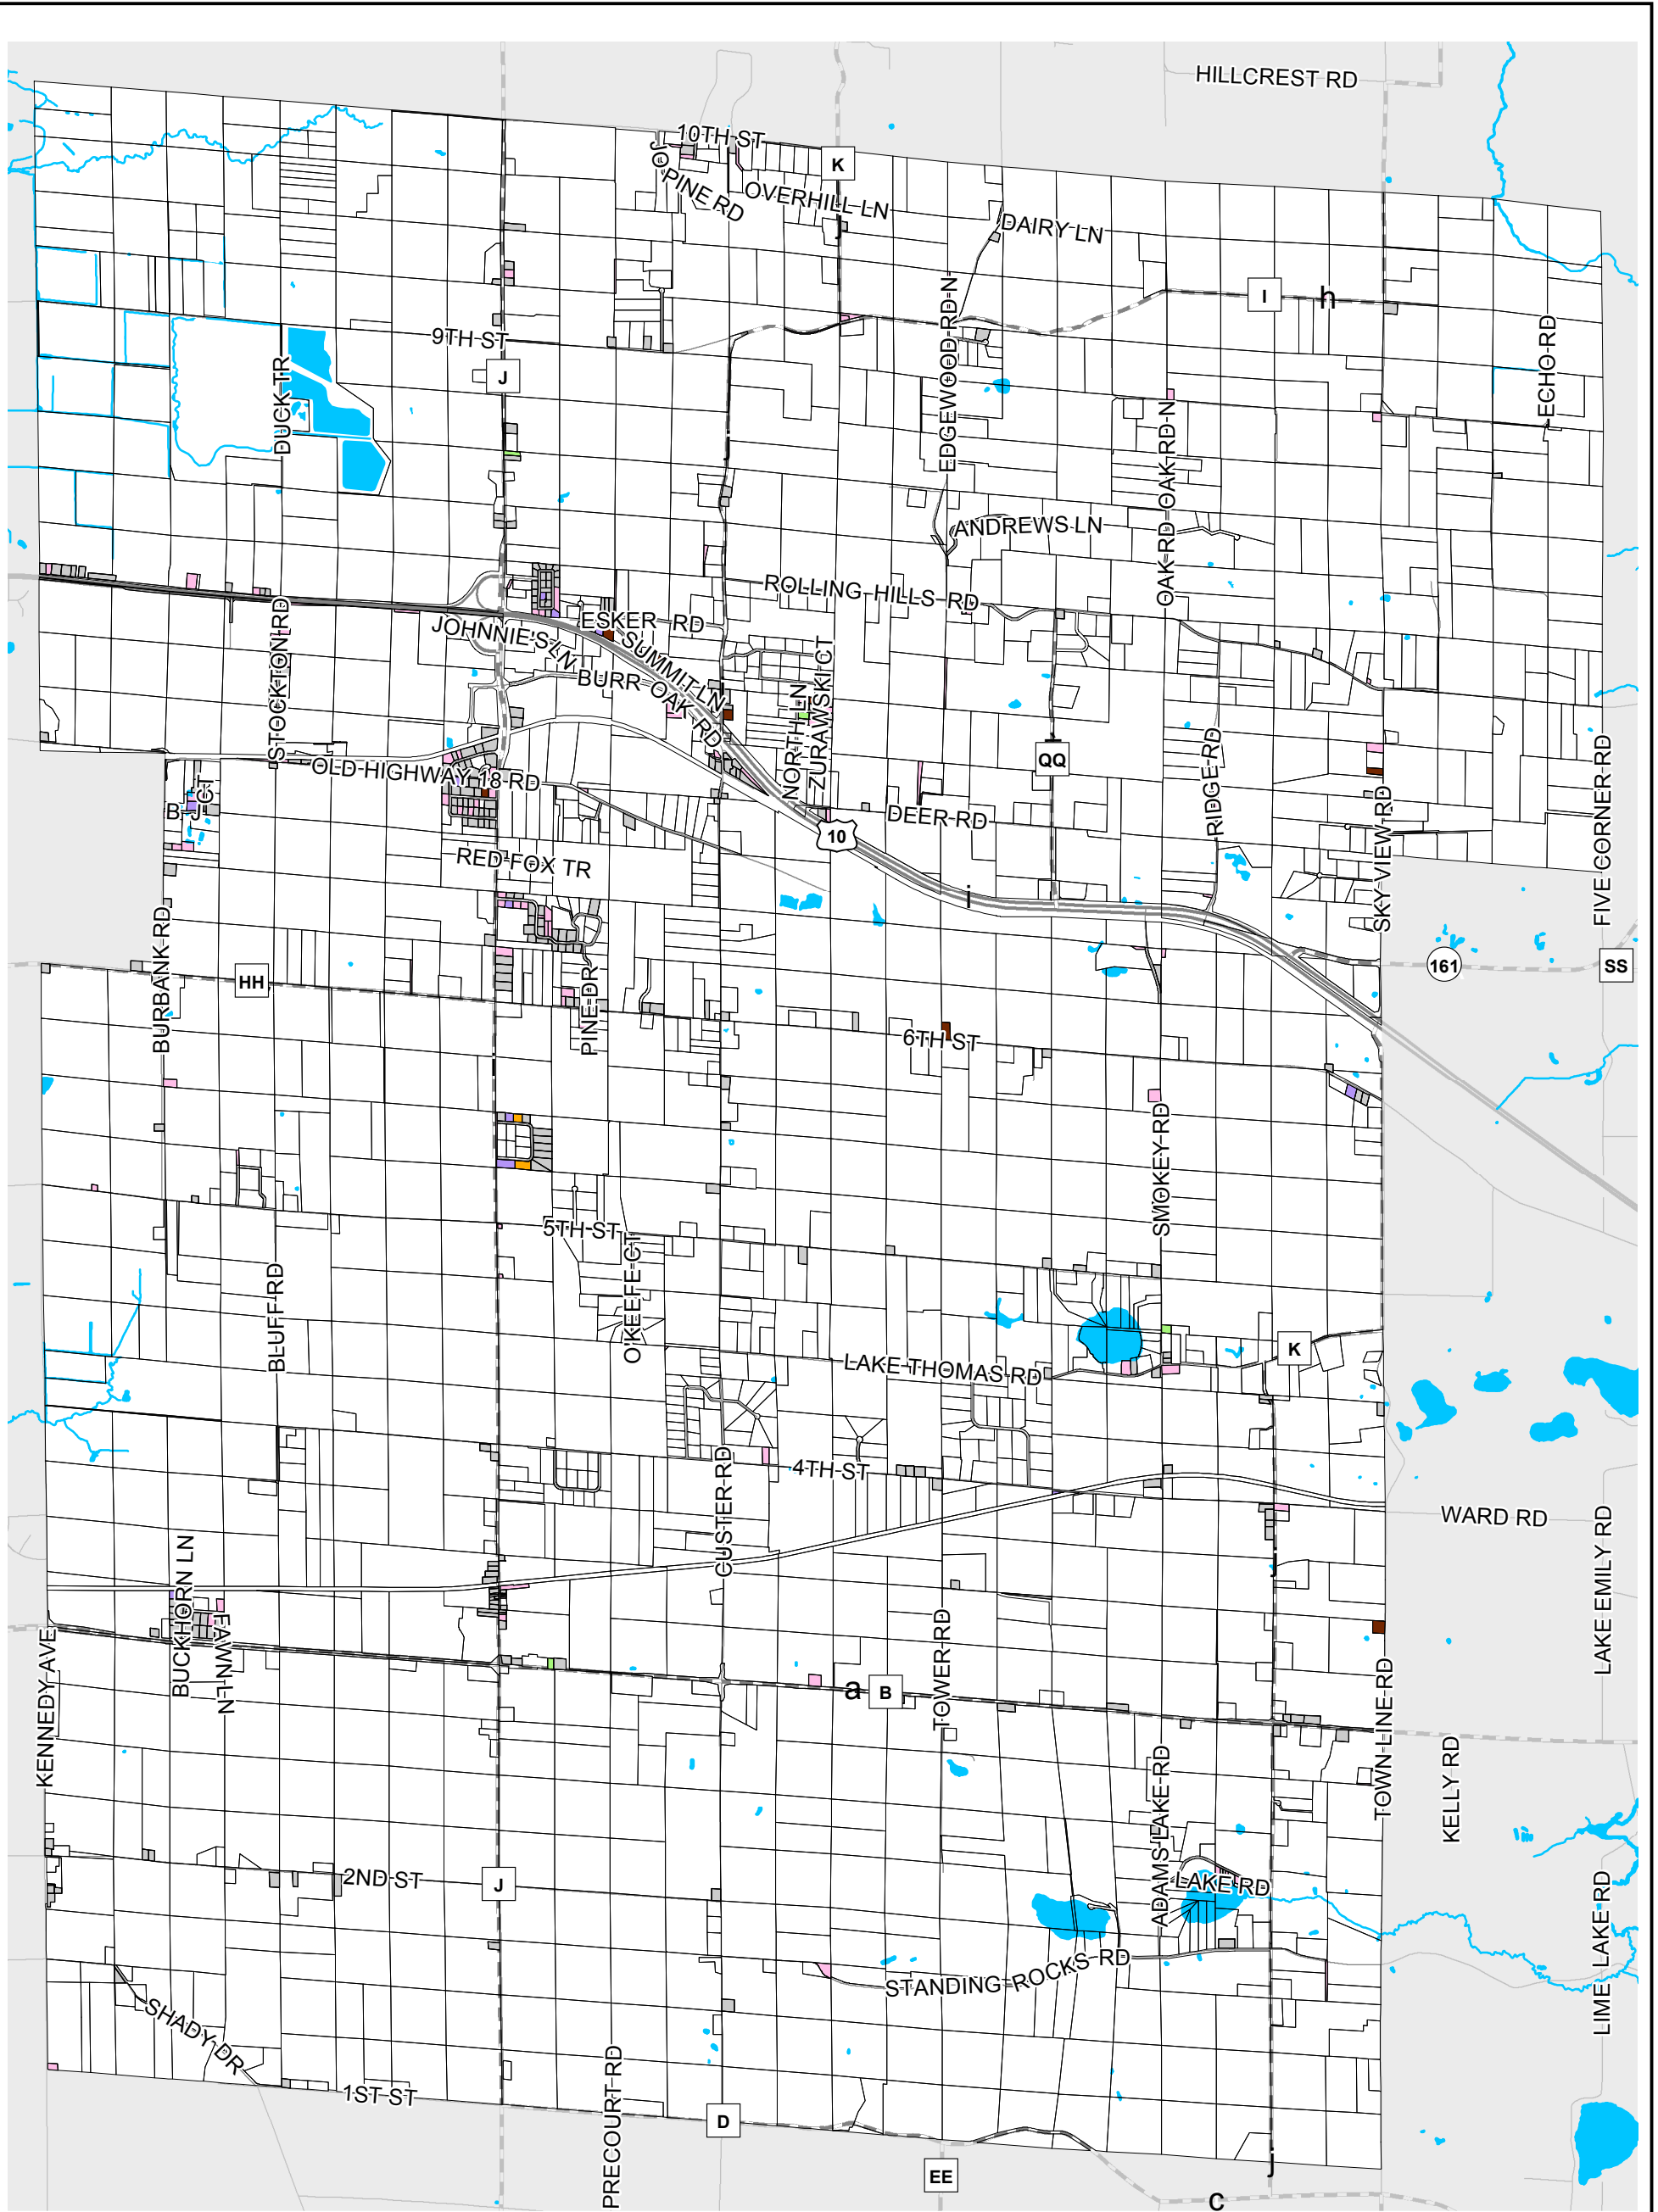 HILLCREST RD
10TH ST
K
JO PINE RD
OVERHILL LN
j
DAIRY LN
I
h
9TH ST
J
DUCK TR
EDGEWOOD RD N
ECHO RD
i
OAK RD
OAK RD N
ANDREWS LN
ROLLING HILLS RD
STOCKTON RD
JOHNNIE'S LN
ESKER RD
SUMMIT LN
BURR OAK RD
NORTH LN
ZURAWSKI CT
QQ
RIDGE RD
OLD HIGHWAY 18 RD
B J CT
DEER RD
10
SKY VIEW RD
FIVE CORNER RD
RED FOX TR
i
BURBANK RD
HH
PINE DR
161
SS
6TH ST
SMOKEY RD
5TH ST
O'KEEFE CT
BLUFF RD
K
LAKE THOMAS RD
CUSTER RD
4TH ST
WARD RD
LAKE EMILY RD
j
BUCKHORN LN
FAWN LN
KENNEDY AVE
TOWER RD
a
B
TOWN LINE RD
KELLY RD
ADAMS LAKE RD
2ND ST
J
LAKE RD
STANDING ROCKS RD
LIME LAKE RD
SHADY DR
1ST ST
PRECOURT RD
D
EE
j
C